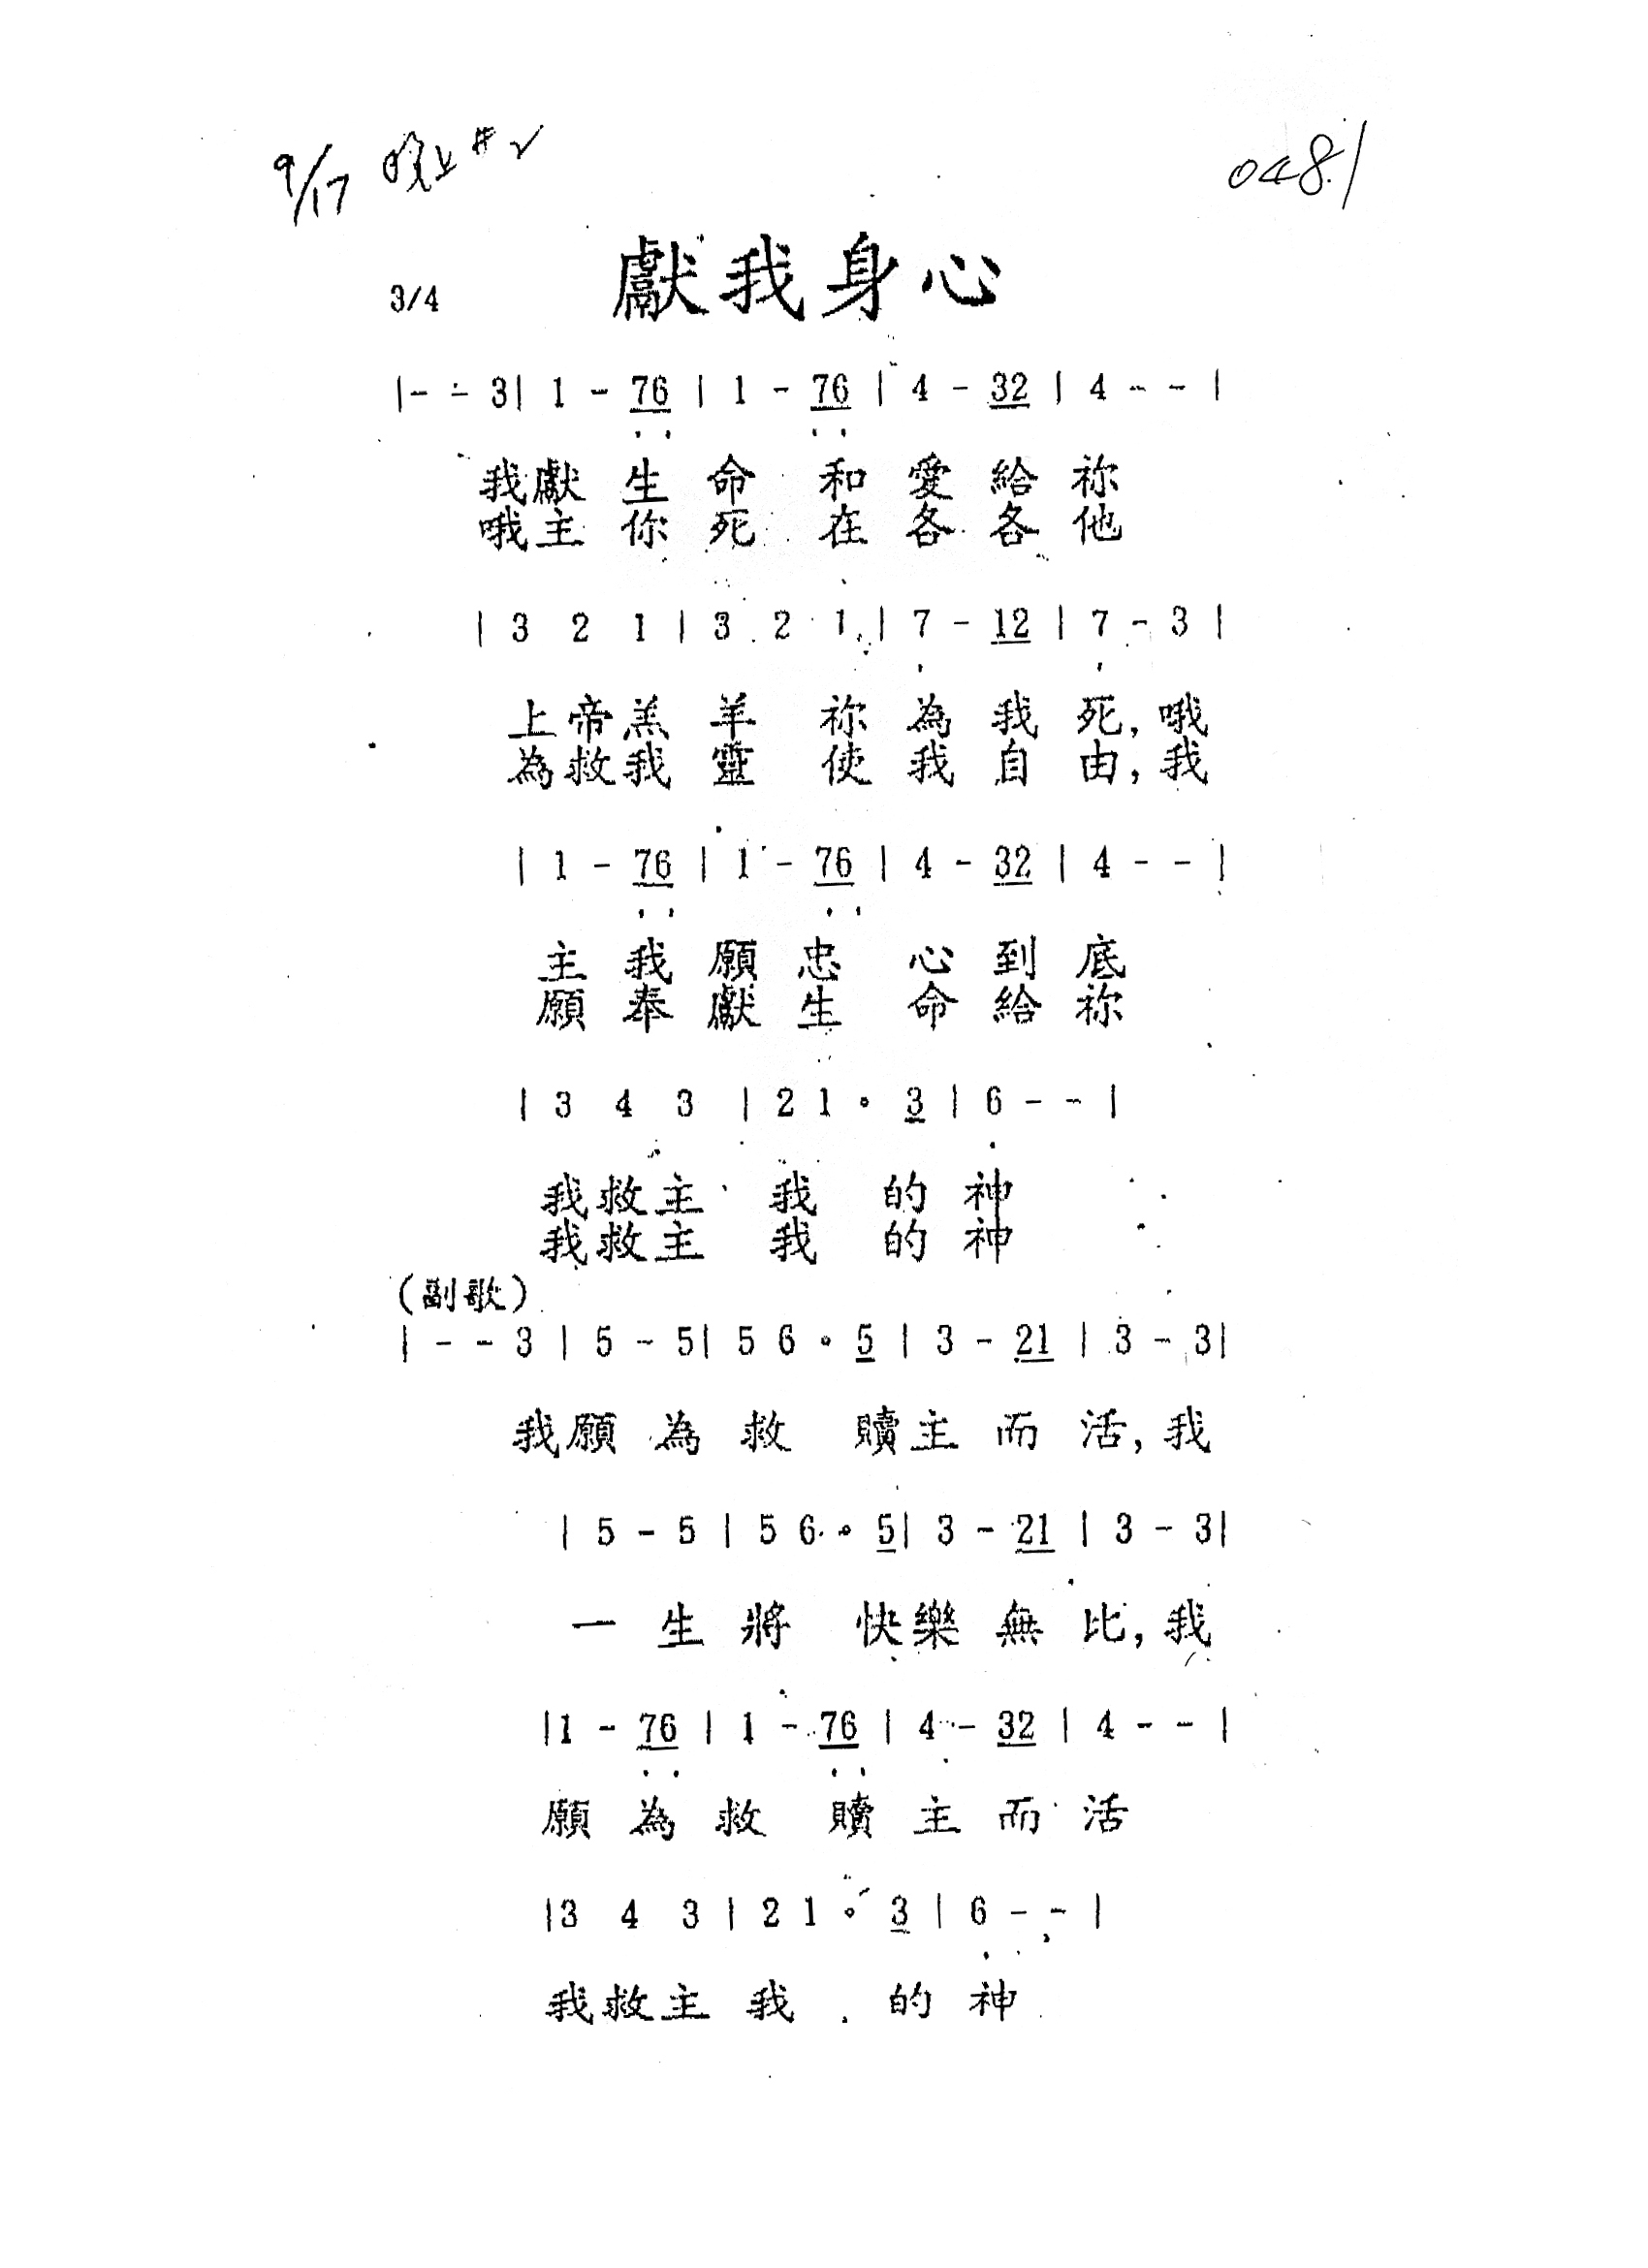 9/17 晚上 #2
0481
獻我身心
3/4
|- - 3| 1 - 76 | 1 - 76 | 4 - 32 | 4 - - |
我獻生命和愛給祢
哦主你死在各各他
| 3 2 1 | 3 2 1 | 7 - 12 | 7 - 3 |
上帝羔羊祢為我死,哦
為救我靈使我自由,我
| 1 - 76 | 1 - 76 | 4 - 32 | 4 - - |
主我願忠心到底
願奉獻生命給祢
| 3 4 3 | 2 1 。 3 | 6 - - |
我救主我的神
我救主我的神
(副歌)
| - - 3 | 5 - 5| 5 6 。 5 | 3 - 21 | 3 - 3|
我願為救贖主而活,我
| 5 - 5 | 5 6 。 5| 3 - 21 | 3 - 3|
一生將快樂無比,我
|1 - 76 | 1 - 76 | 4 - 32 | 4 - - |
願為救贖主而活
|3 4 3 | 2 1 。 3 | 6 - - |
我救主我的神